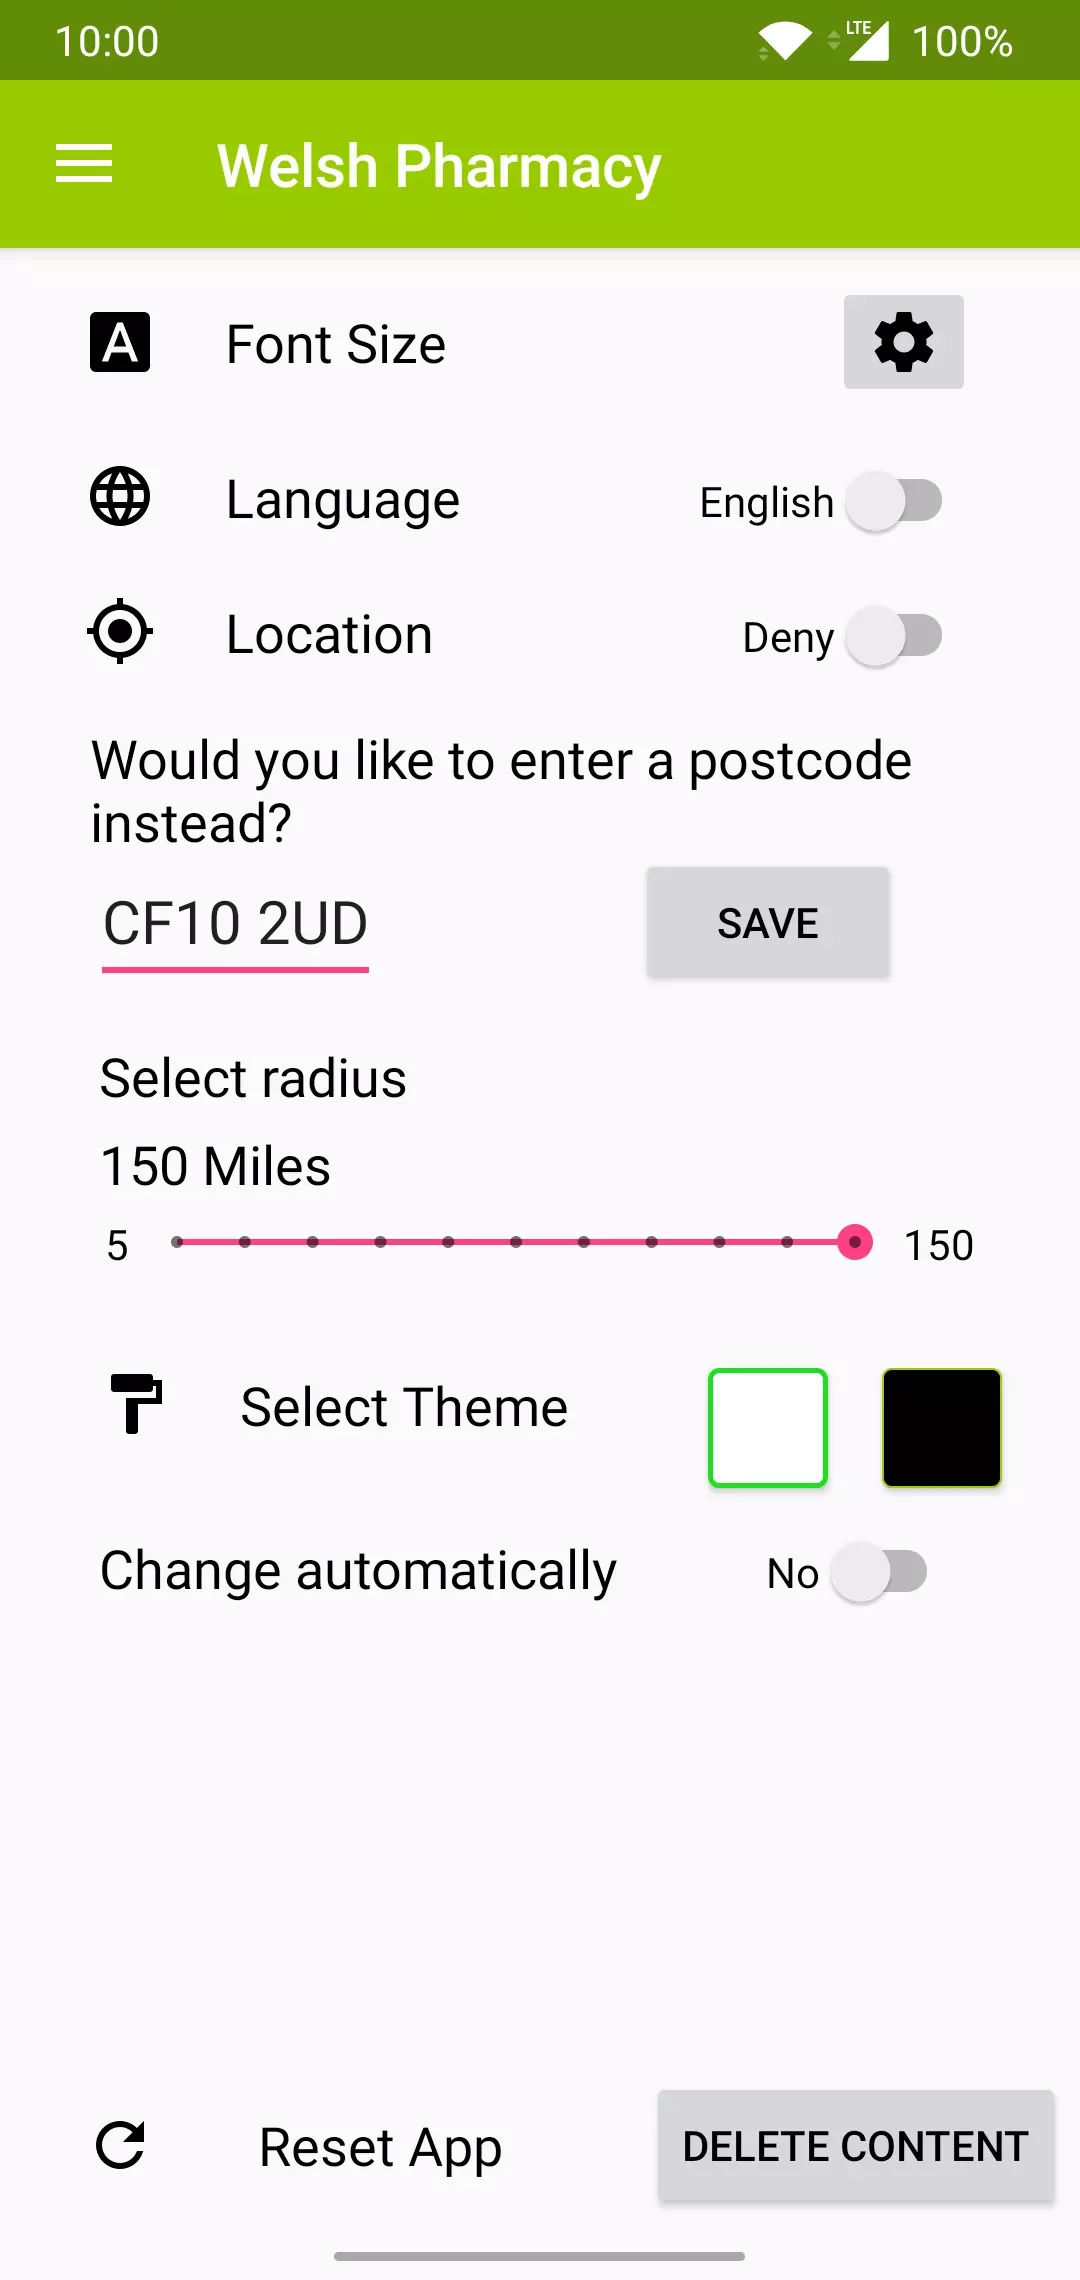 10:00
LTE
100%
Welsh Pharmacy
A
Font Size
Language
English
Location
Deny
Would you like to enter a postcode
instead?
CF10 2UD
SAVE
Select radius
150 Miles
5
150
Select Theme
Change automatically
No
Reset App
DELETE CONTENT